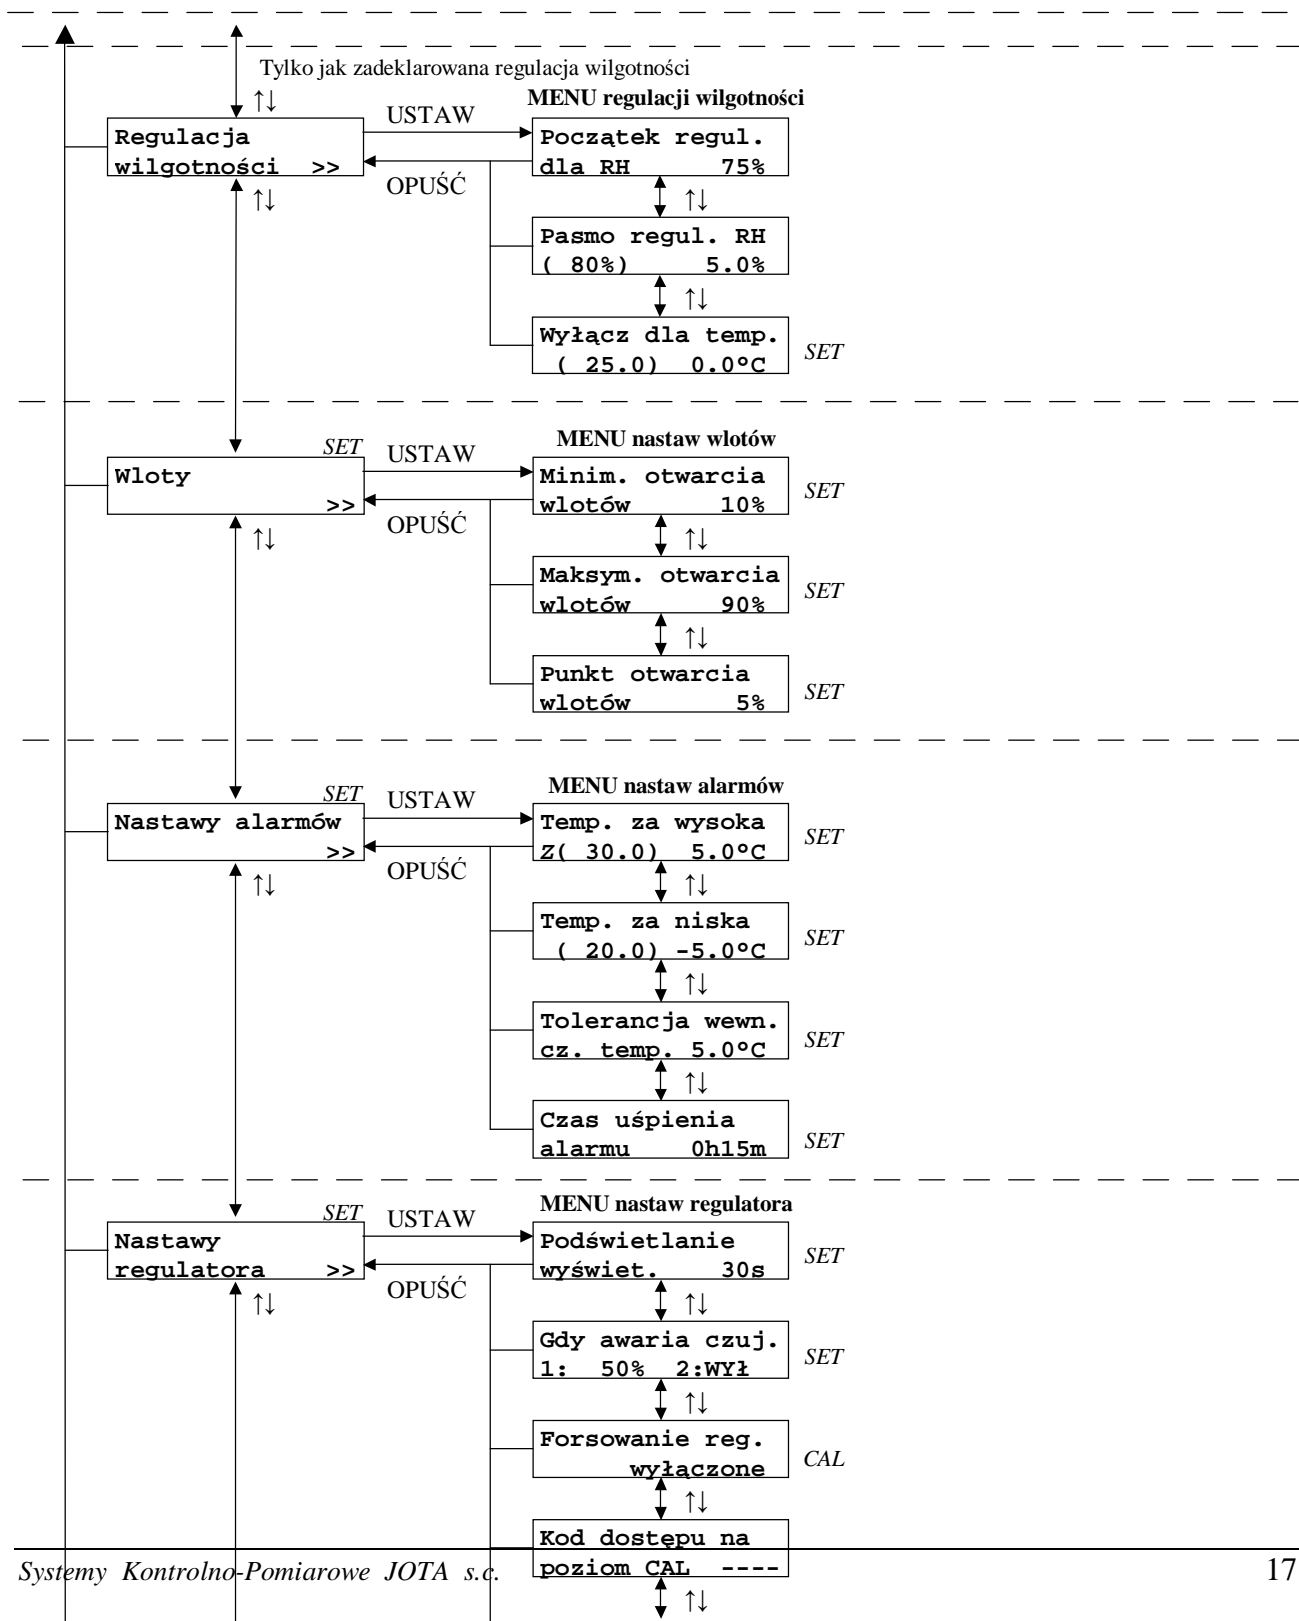 Tylko jak zadeklarowana regulacja wilgotności
↑↓
MENU regulacji wilgotności
USTAW
Regulacja
wilgotności >>
Początek regul.
dla RH 75%
OPUŚĆ
↑↓
↑↓
Pasmo regul. RH
( 80%) 5.0%
↑↓
Wyłącz dla temp.
( 25.0) 0.0°C
SET
MENU nastaw wlotów
SET
USTAW
Wloty
>>
Minim. otwarcia
wlotów 10%
SET
OPUŚĆ
↑↓
↑↓
Maksym. otwarcia
wlotów 90%
SET
↑↓
Punkt otwarcia
wlotów 5%
SET
MENU nastaw alarmów
SET
USTAW
Nastawy alarmów
>>
Temp. za wysoka
Z( 30.0) 5.0°C
SET
OPUŚĆ
↑↓
↑↓
Temp. za niska
( 20.0) -5.0°C
SET
↑↓
Tolerancja wewn.
cz. temp. 5.0°C
SET
↑↓
Czas uśpienia
alarmu 0h15m
SET
MENU nastaw regulatora
SET
USTAW
Nastawy
regulatora >>
Podświetlanie
wyświet. 30s
SET
OPUŚĆ
↑↓
↑↓
Gdy awaria czuj.
1: 50% 2:WYŁ
SET
↑↓
Forsowanie reg.
wyłączone
CAL
↑↓
Kod dostępu na
poziom CAL ----
Systemy Kontrolno-Pomiarowe JOTA s.c.
17
↑↓